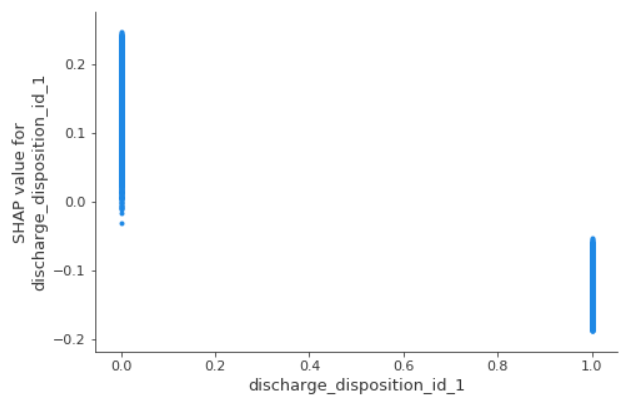 0.2
0.1
0.0
−0.1
−0.2
SHAP value for
discharge_disposition_id_1
0.0 0.2 0.4 0.6 0.8 1.0
discharge_disposition_id_1